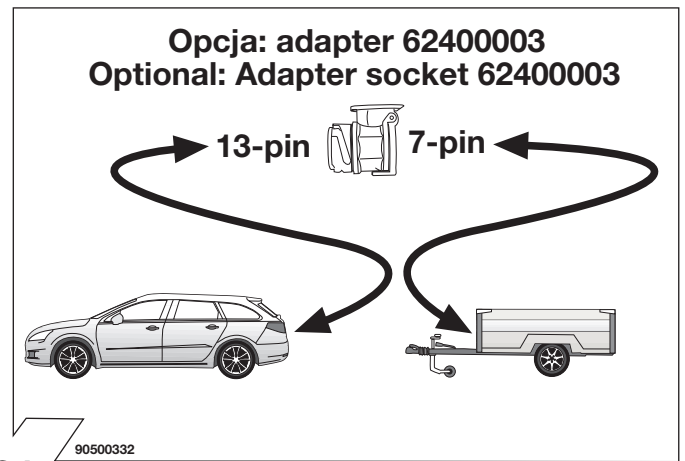 Opcja: adapter 62400003
Optional: Adapter socket 62400003
13-pin 7-pin
90500332